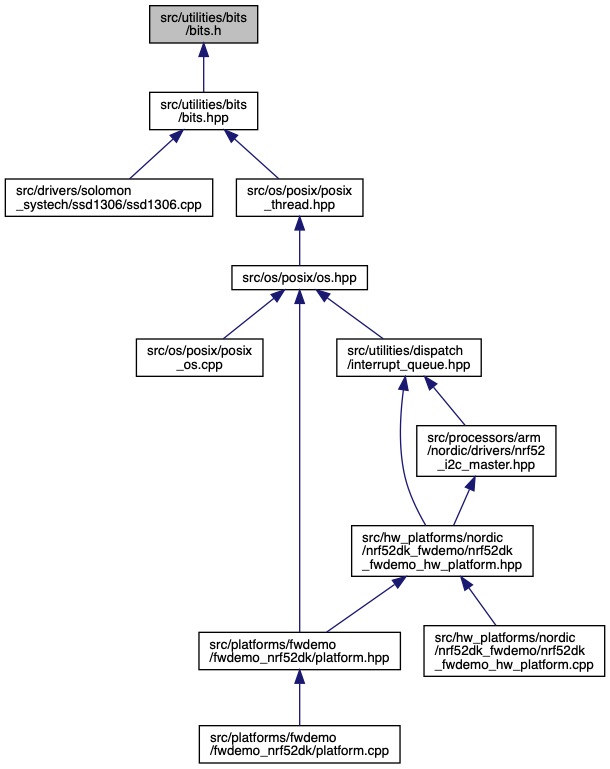 src/utilities/bits
/bits.h
src/utilities/bits
/bits.hpp
src/drivers/solomon
_systech/ssd1306/ssd1306.cpp
src/os/posix/posix
_thread.hpp
src/os/posix/os.hpp
src/os/posix/posix
_os.cpp
src/utilities/dispatch
/interrupt_queue.hpp
src/processors/arm
/nordic/drivers/nrf52
_i2c_master.hpp
src/hw_platforms/nordic
/nrf52dk_fwdemo/nrf52dk
_fwdemo_hw_platform.hpp
src/platforms/fwdemo
/fwdemo_nrf52dk/platform.hpp
src/hw_platforms/nordic
/nrf52dk_fwdemo/nrf52dk
_fwdemo_hw_platform.cpp
src/platforms/fwdemo
/fwdemo_nrf52dk/platform.cpp